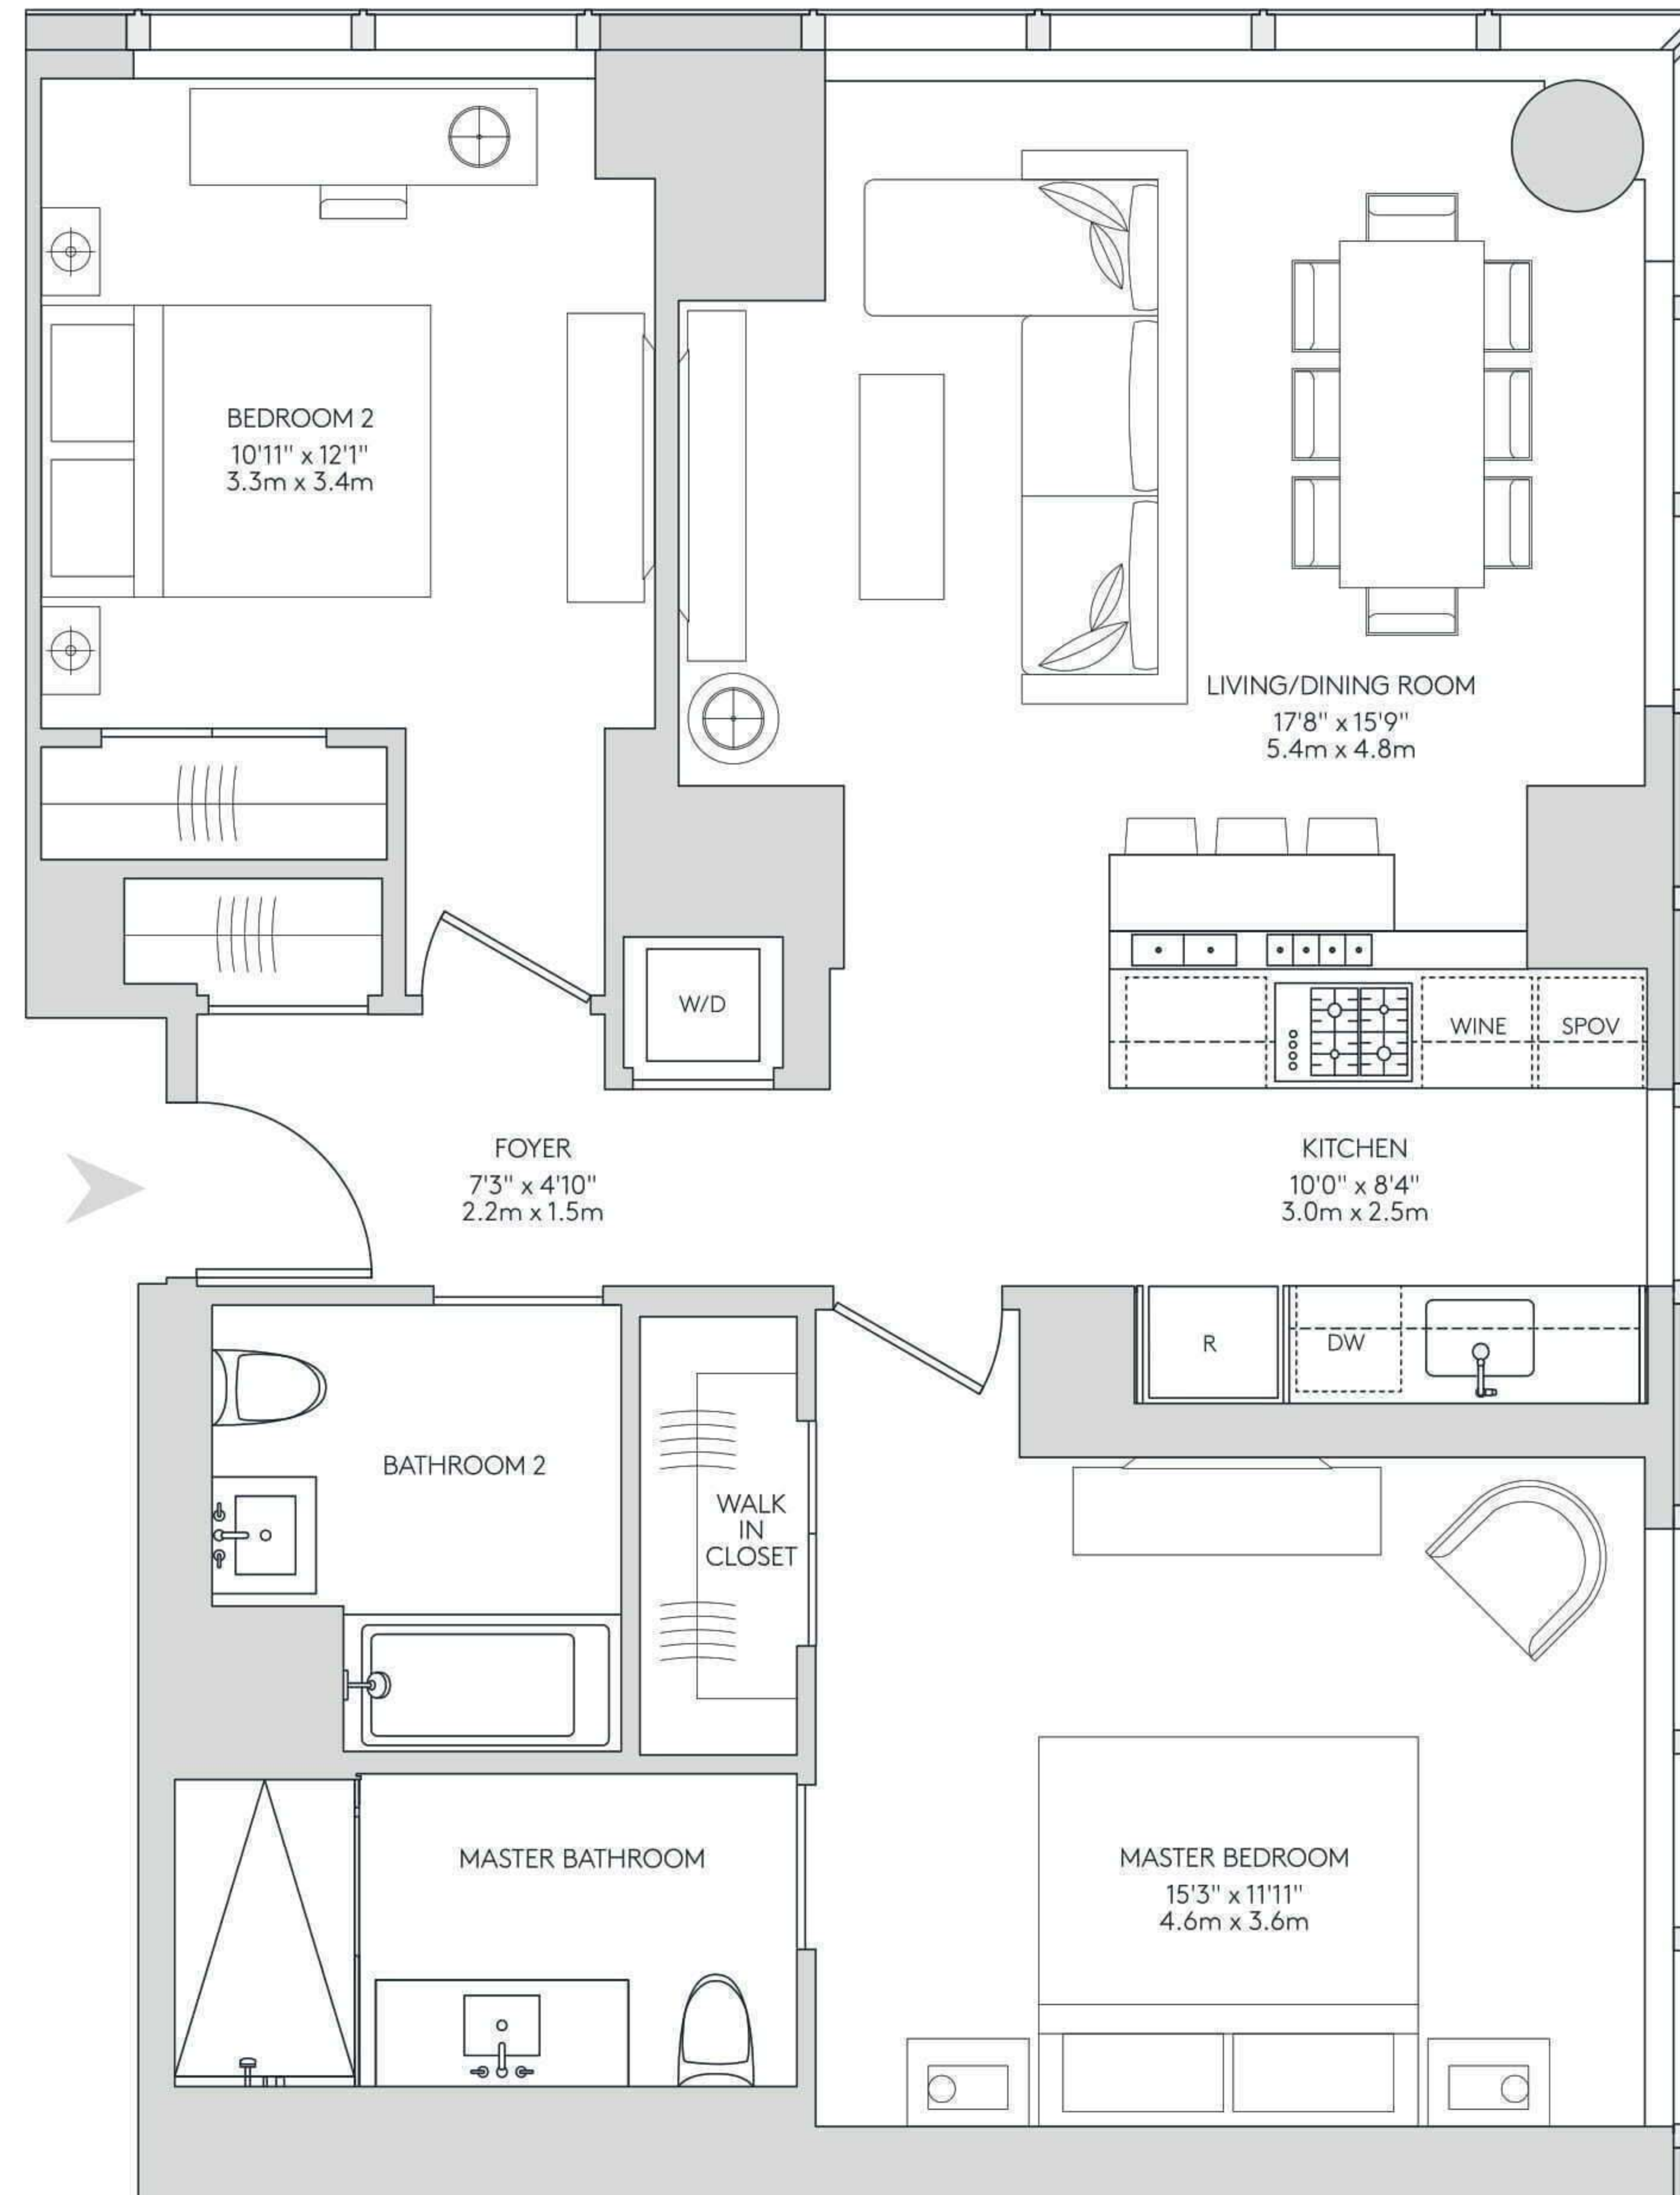 BEDROOM 2
10'11" x 12'1"
3.3m x 3.4m
LIVING/DINING ROOM
17'8" x 15'9"
5.4m x 4.8m
W/D
WINE
SPOV
FOYER
7'3" x 4'10"
2.2m x 1.5m
KITCHEN
10'0" x 8'4"
3.0m x 2.5m
R
DW
BATHROOM 2
WALK
IN
CLOSET
MASTER BATHROOM
MASTER BEDROOM
15'3" x 11'11"
4.6m x 3.6m